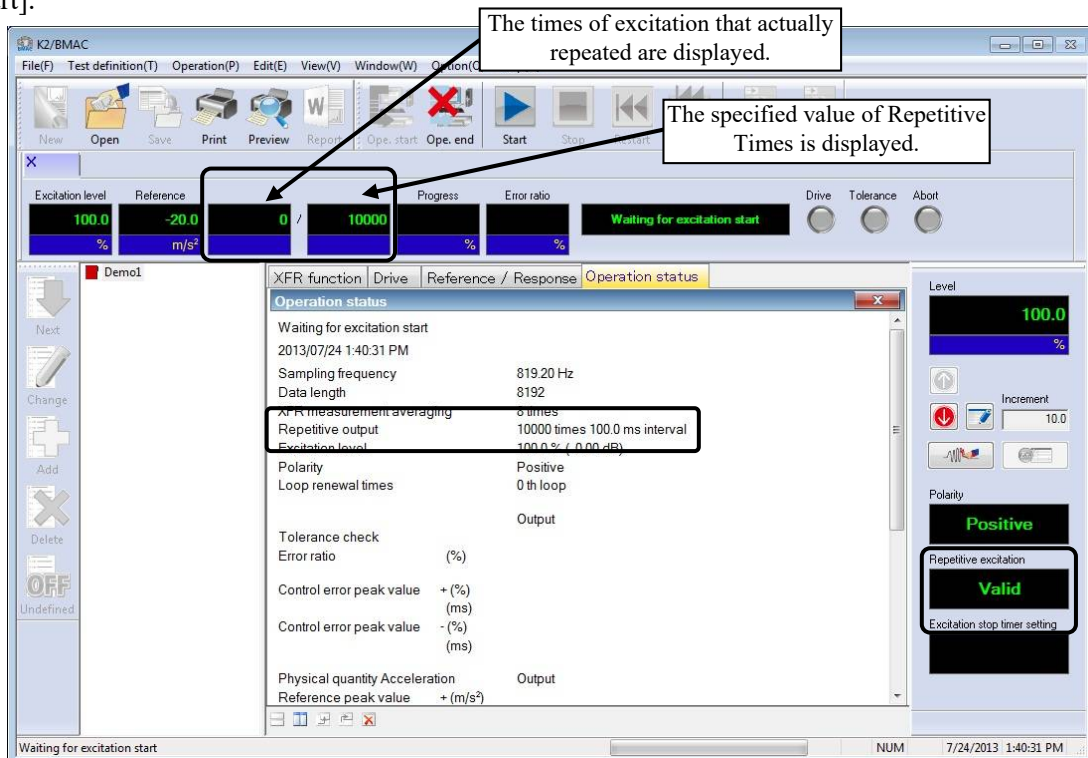 The times of excitation that actually
repeated are displayed.
K2/BMAC
File(F) Test definition(T) Operation(P) Edit(E) View(V) Window(W) Option(O
New Open Save Print Preview Report Ope. start Ope. end Start Stop Restart
The specified value of Repetitive
Times is displayed.
X
Excitation level Reference Progress Error ratio Drive Tolerance Abort
100.0 -20.0 0 / 10000 Waiting for excitation start
% m/s² % %
Demo1
XFR function Drive Reference / Response Operation status
Operation status
Waiting for excitation start
2013/07/24 1:40:31 PM
Sampling frequency 819.20 Hz
Data length 8192
XFR measurement averaging 8 times
Repetitive output 10000 times 100.0 ms interval
Excitation level 100.0 % ( 0.00 dB)
Polarity Positive
Loop renewal times 0 th loop
Output
Tolerance check
Error ratio (%)
Control error peak value + (%)
(ms)
Control error peak value - (%)
(ms)
Physical quantity Acceleration Output
Reference peak value + (m/s²)
Next
Change
Add
Delete
OFF
Undefined
Level
100.0
%
Increment
10.0
Polarity
Positive
Repetitive excitation
Valid
Excitation stop timer setting
Waiting for excitation start NUM 7/24/2013 1:40:31 PM